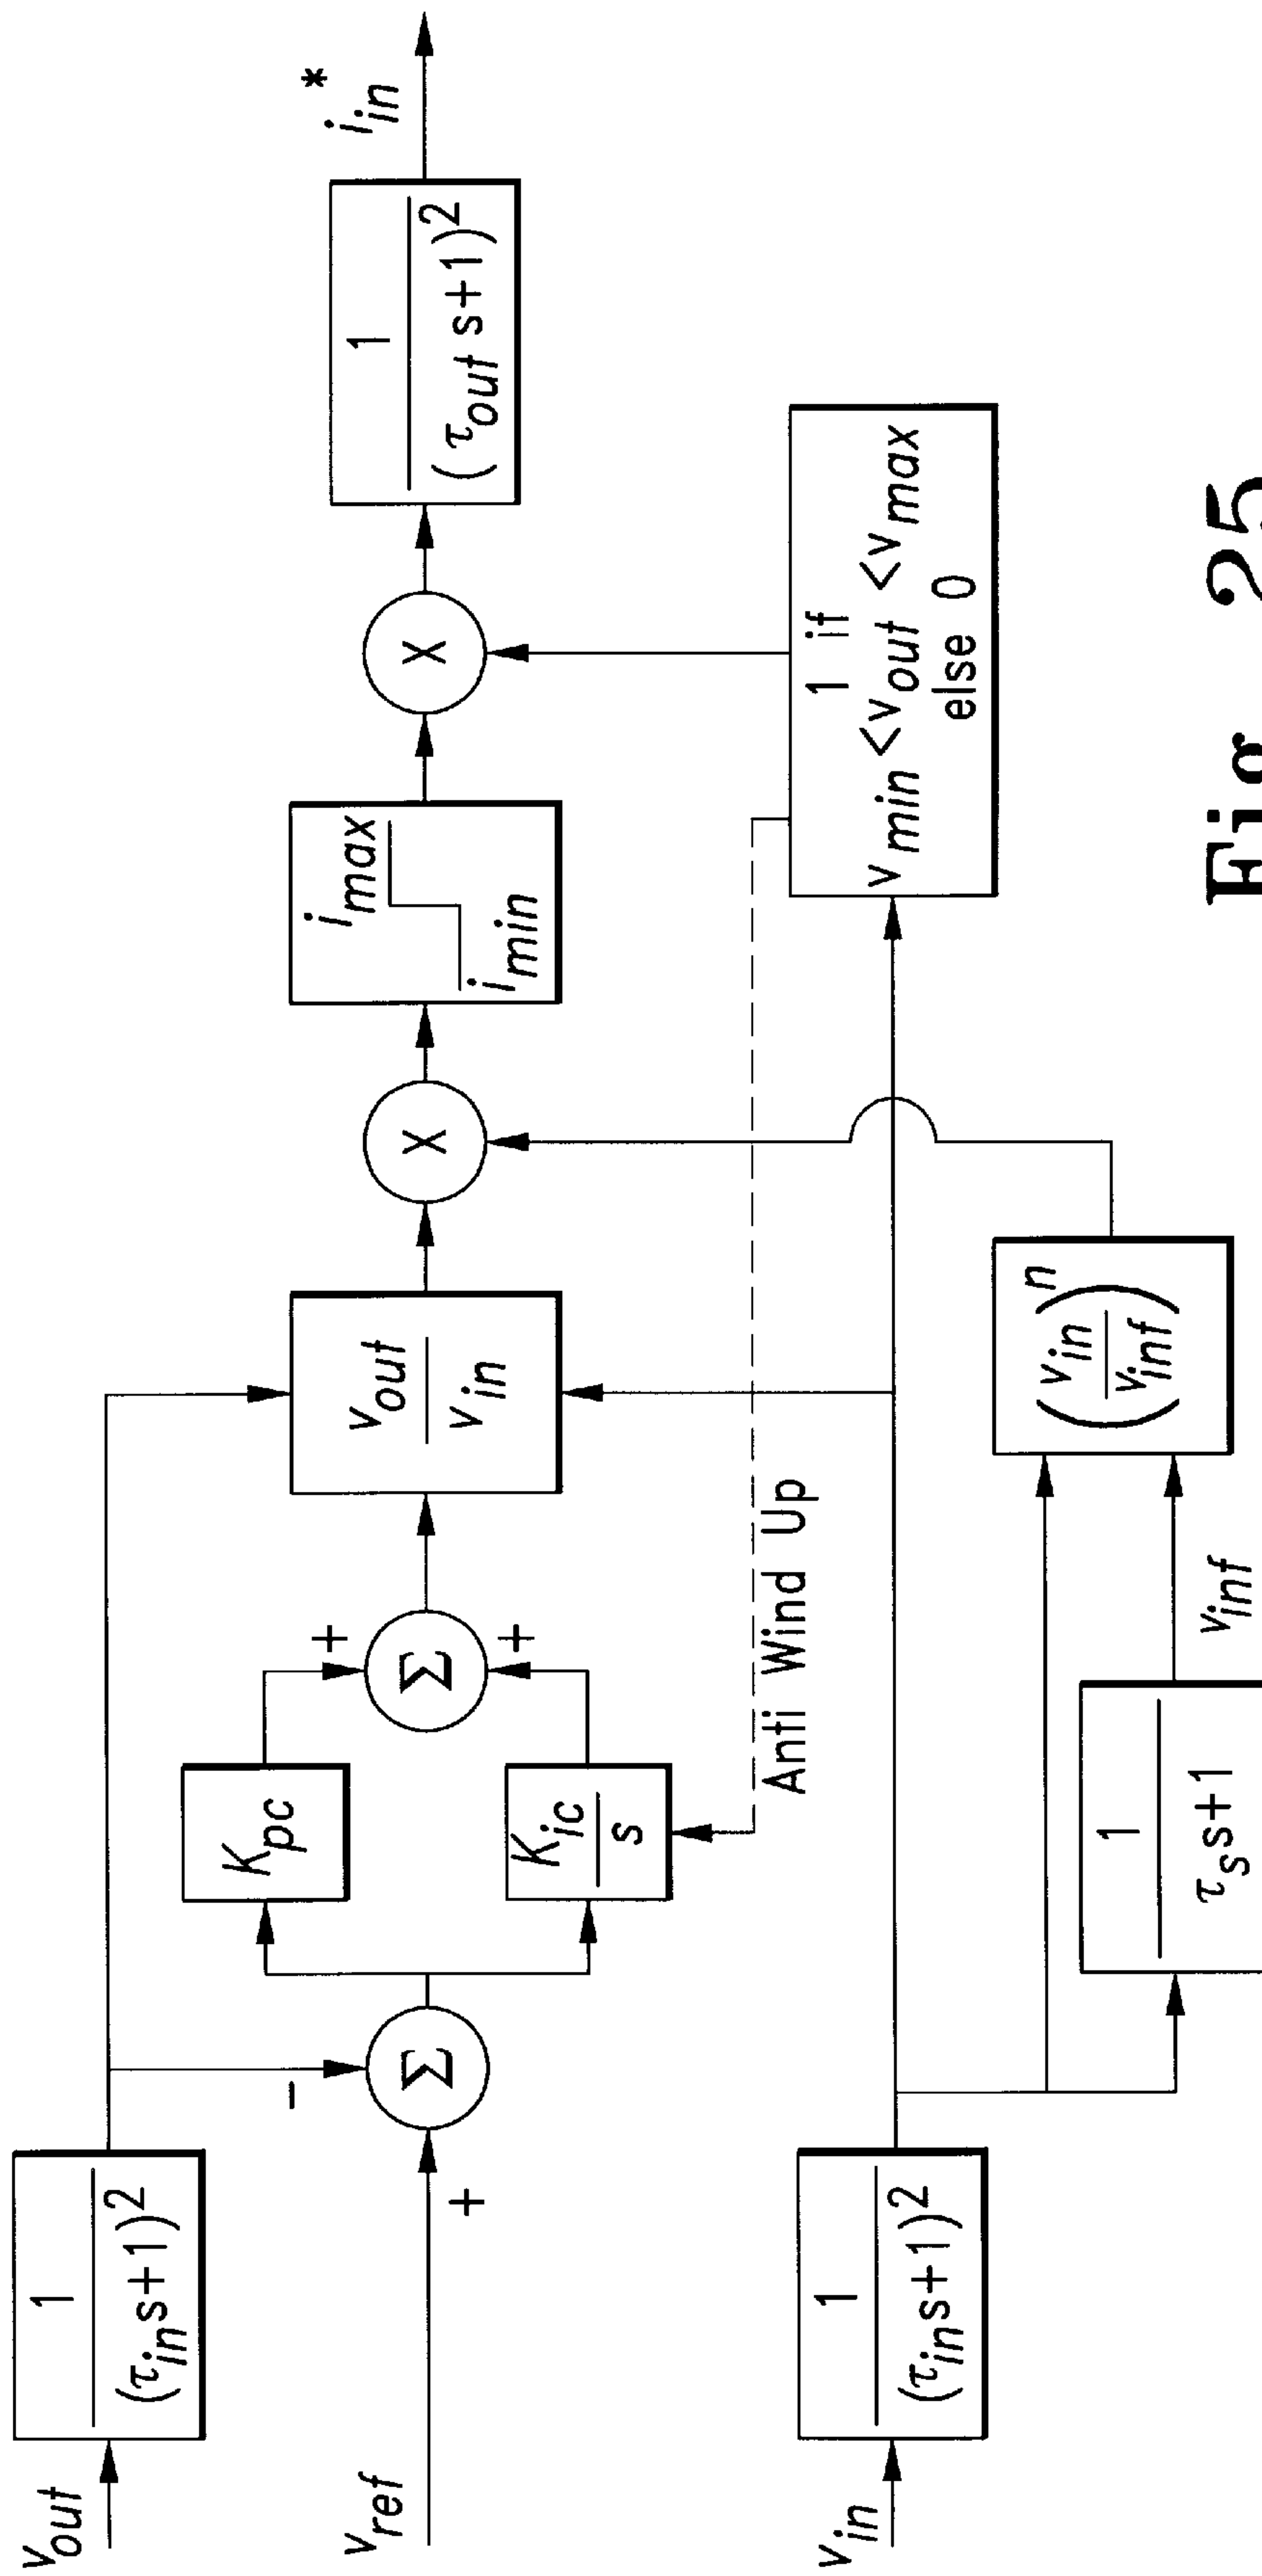 v_out
1
(τ_in s+1)²
-
v_ref
+
Σ
K_pc
K_ic
s
+
Σ
+
v_out
v_in
X
i_max
i_min
X
1
(τ_out s+1)²
i_in*
Anti Wind Up
1 if
v_min <v_out <v_max
else 0
v_in
1
(τ_in s+1)²
1
τ_s s+1
v_inf
(v_in
v_inf)ⁿ
Fig. 25